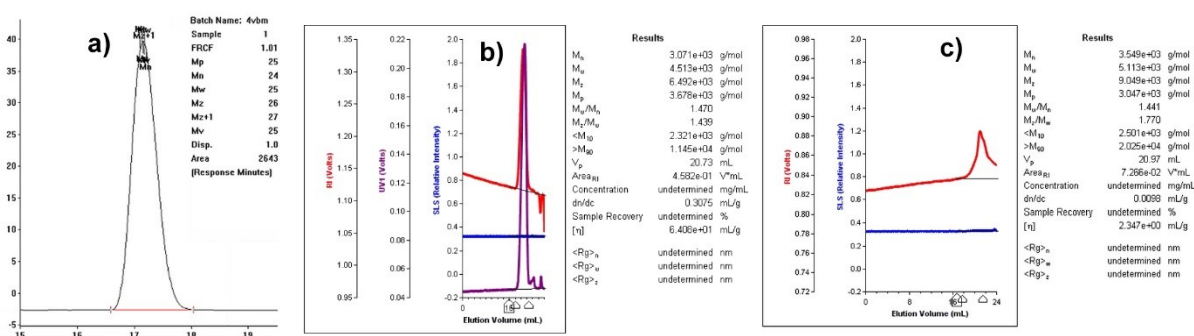 a)
Batch Name: 4vbm
Sample 1
FRCF 1.01
Mp 25
Mn 24
Mw 25
Mz 26
Mz+1 27
Mv 25
Disp. 1.0
Area 2643
(Response Minutes)
Mz+1
40
35
30
25
20
15
10
5
0
-5
15 16 17 18 19
b)
RI (Volts)
1.35
1.30
1.25
1.20
1.15
1.10
1.05
1.00
0.95
UV1 (Volts)
0.22
0.20
0.18
0.16
0.14
0.12
0.10
0.08
0.06
0.04
SLS (Relative Intensity)
2.0
1.8
1.6
1.4
1.2
1.0
0.8
0.6
0.4
0.2
0.0
-0.2
0
Elution Volume (mL)
Results
Mn 3.071e+03 g/mol
Mw 4.513e+03 g/mol
Mz 6.492e+03 g/mol
Mp 3.678e+03 g/mol
Mw/Mn 1.470
Mz/Mw 1.439
<M10 2.321e+03 g/mol
>M90 1.145e+04 g/mol
Vp 20.73 mL
Area RI 4.582e-01 V*mL
Concentration undetermined mg/mL
dn/dc 0.3075 mL/g
Sample Recovery undetermined %
[η] 6.408e+01 mL/g
<Rg>n undetermined nm
<Rg>w undetermined nm
<Rg>z undetermined nm
c)
RI (Volts)
0.98
0.96
0.94
0.92
0.90
0.88
0.86
0.84
0.82
0.80
0.78
0.76
0.74
0.72
SLS (Relative Intensity)
2.0
1.8
1.6
1.4
1.2
1.0
0.8
0.6
0.4
0.2
0.0
-0.2
0 8 16 24
Elution Volume (mL)
Results
Mn 3.549e+03 g/mol
Mw 5.113e+03 g/mol
Mz 9.049e+03 g/mol
Mp 3.047e+03 g/mol
Mw/Mn 1.441
Mz/Mw 1.770
<M10 2.501e+03 g/mol
>M90 2.025e+04 g/mol
Vp 20.97 mL
Area RI 7.266e-02 V*mL
Concentration undetermined mg/mL
dn/dc 0.0098 mL/g
Sample Recovery undetermined %
[η] 2.347e+00 mL/g
<Rg>n undetermined nm
<Rg>w undetermined nm
<Rg>z undetermined nm